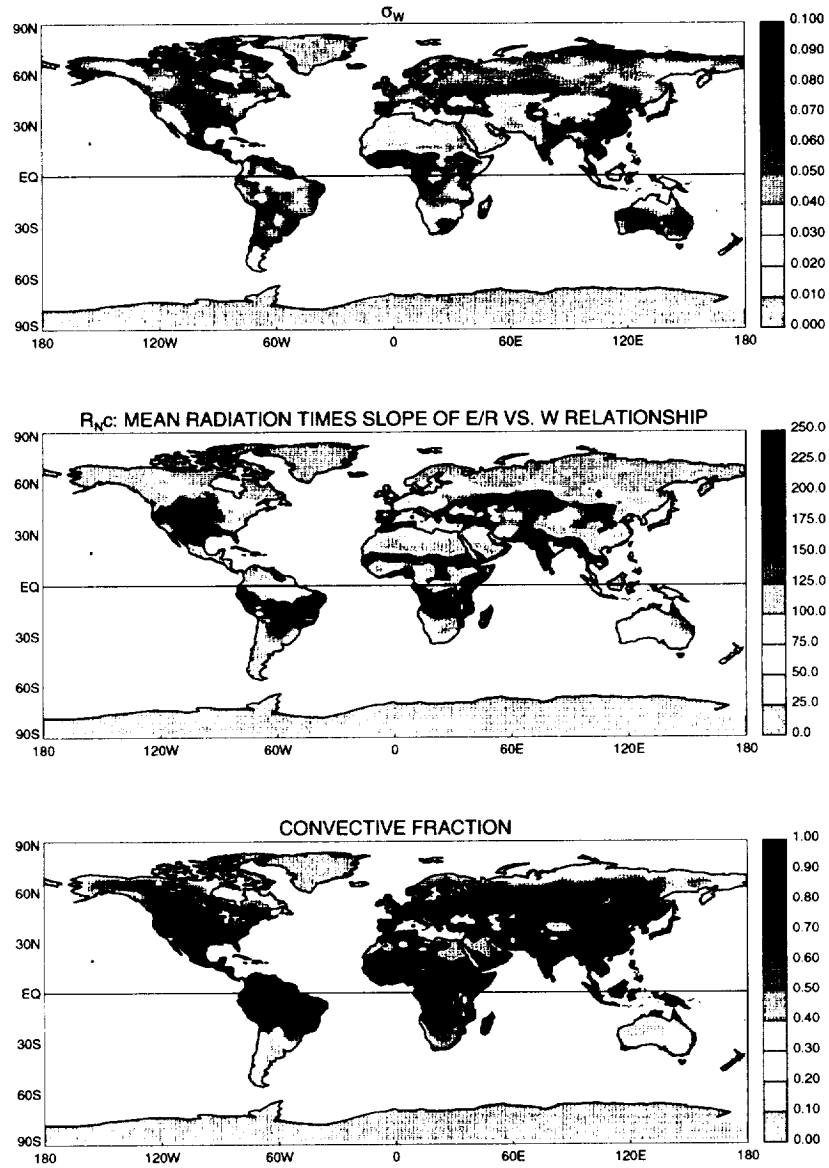 σW
90N
60N
30N
EQ
30S
60S
90S
180 120W 60W 0 60E 120E 180
0.100
0.090
0.080
0.070
0.060
0.050
0.040
0.030
0.020
0.010
0.000
RNC: MEAN RADIATION TIMES SLOPE OF E/R VS. W RELATIONSHIP
90N
60N
30N
EQ
30S
60S
90S
180 120W 60W 0 60E 120E 180
250.0
225.0
200.0
175.0
150.0
125.0
100.0
75.0
50.0
25.0
0.0
CONVECTIVE FRACTION
90N
60N
30N
EQ
30S
60S
90S
180 120W 60W 0 60E 120E 180
1.00
0.90
0.80
0.70
0.60
0.50
0.40
0.30
0.20
0.10
0.00